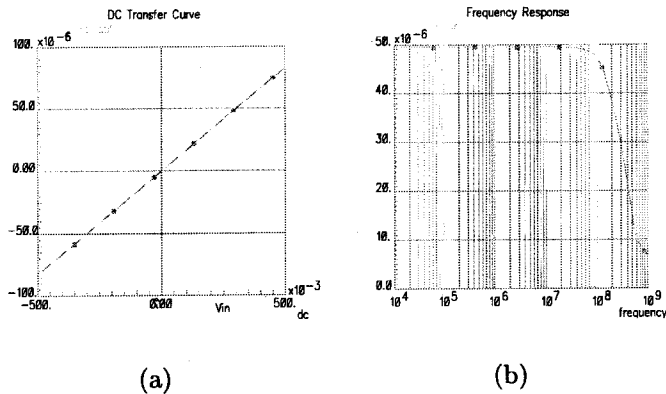 DC Transfer Curve
100. x10 -6
50.0
0.00
-50.0
-100.
-500. 0.00 500. x10 -3
Vin
dc
(a)
Frequency Response
50. x10 -6
40.
30.
20.
10.
0.0
10 4 10 5 10 6 10 7 10 8 10 9
frequency
(b)